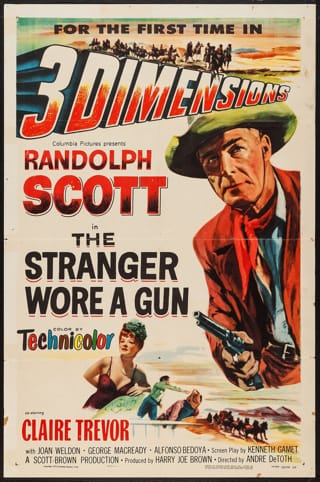 FOR THE FIRST TIME IN
3 DIMENSIONS
Columbia Pictures presents
RANDOLPH
SCOTT
in
THE
STRANGER
WORE A GUN
COLOR BY
Technicolor
co-starring
CLAIRE TREVOR
with JOAN WELDON · GEORGE MACREADY · ALFONSO BEDOYA · Screen Play by KENNETH GAMET
A SCOTT-BROWN PRODUCTION · Produced by HARRY JOE BROWN · Directed by ANDRE DeTOTH